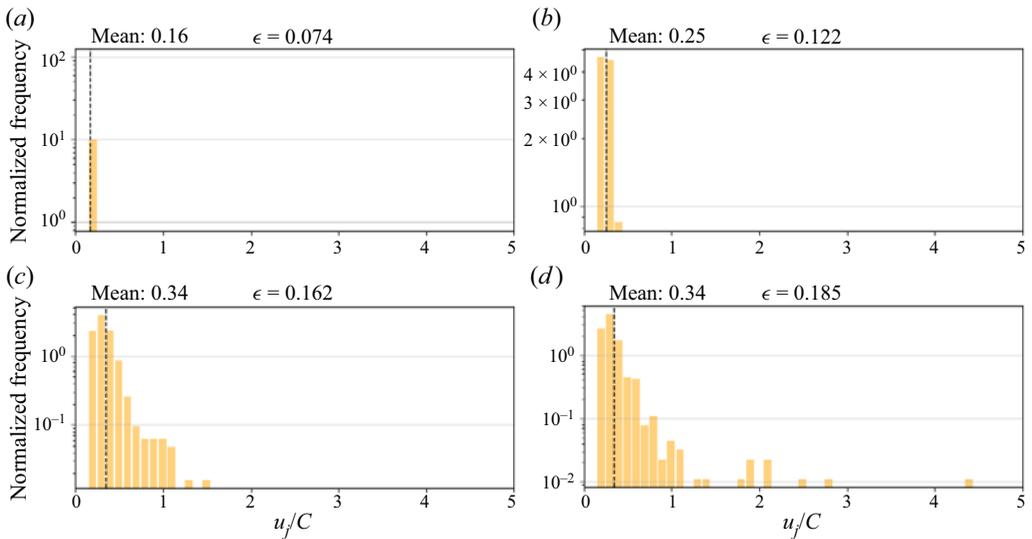 (a) (b)
Mean: 0.16 ϵ = 0.074 Mean: 0.25 ϵ = 0.122
Normalized frequency
10² 10¹ 10⁰
4 × 10⁰ 3 × 10⁰ 2 × 10⁰ 10⁰
0 1 2 3 4 5 0 1 2 3 4 5
(c) (d)
Mean: 0.34 ϵ = 0.162 Mean: 0.34 ϵ = 0.185
Normalized frequency
10⁰ 10⁻¹
10⁰ 10⁻¹ 10⁻²
0 1 2 3 4 5 0 1 2 3 4 5
u_j/C u_j/C